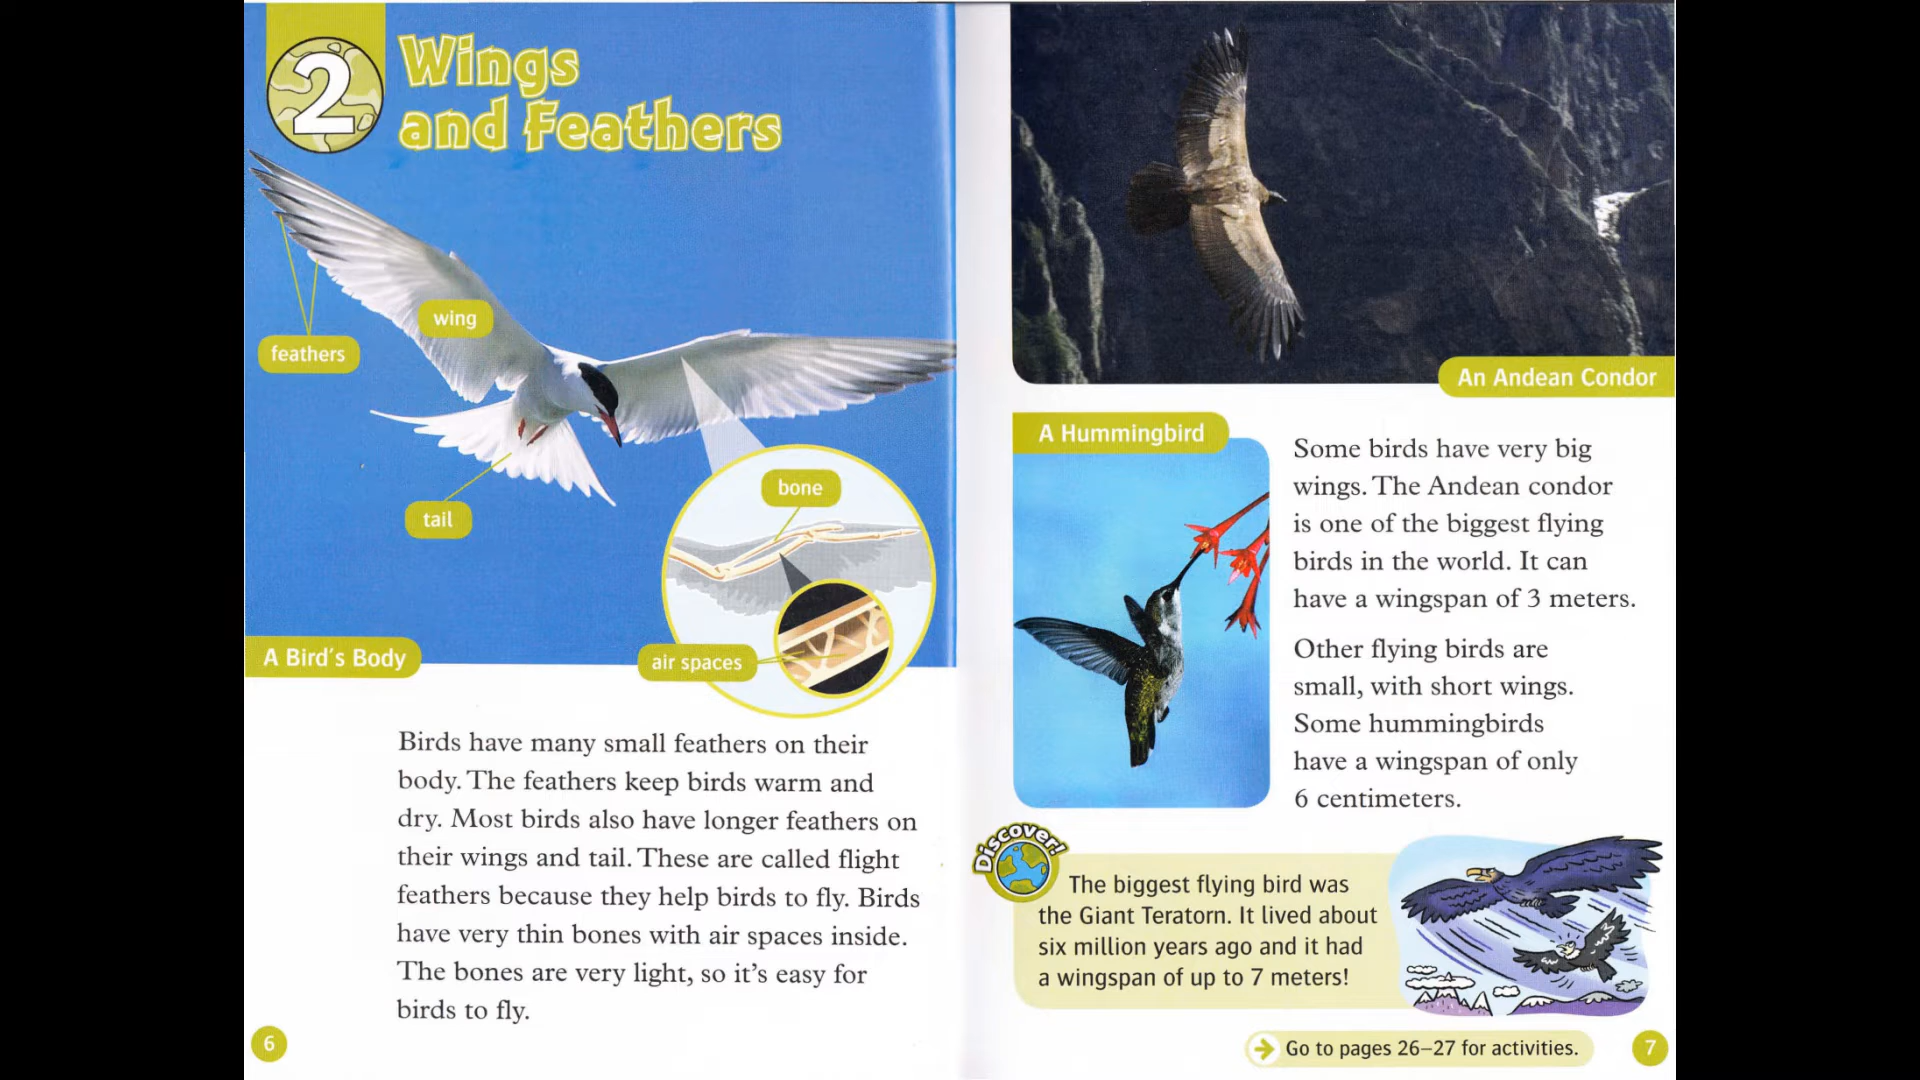 2
Wings
and Feathers
feathers
wing
tail
bone
air spaces
A Bird's Body
Birds have many small feathers on their
body. The feathers keep birds warm and
dry. Most birds also have longer feathers on
their wings and tail. These are called flight
feathers because they help birds to fly. Birds
have very thin bones with air spaces inside.
The bones are very light, so it's easy for
birds to fly.
6
An Andean Condor
A Hummingbird
Some birds have very big
wings. The Andean condor
is one of the biggest flying
birds in the world. It can
have a wingspan of 3 meters.
Other flying birds are
small, with short wings.
Some hummingbirds
have a wingspan of only
6 centimeters.
Discover!
The biggest flying bird was
the Giant Teratorn. It lived about
six million years ago and it had
a wingspan of up to 7 meters!
Go to pages 26–27 for activities.
7